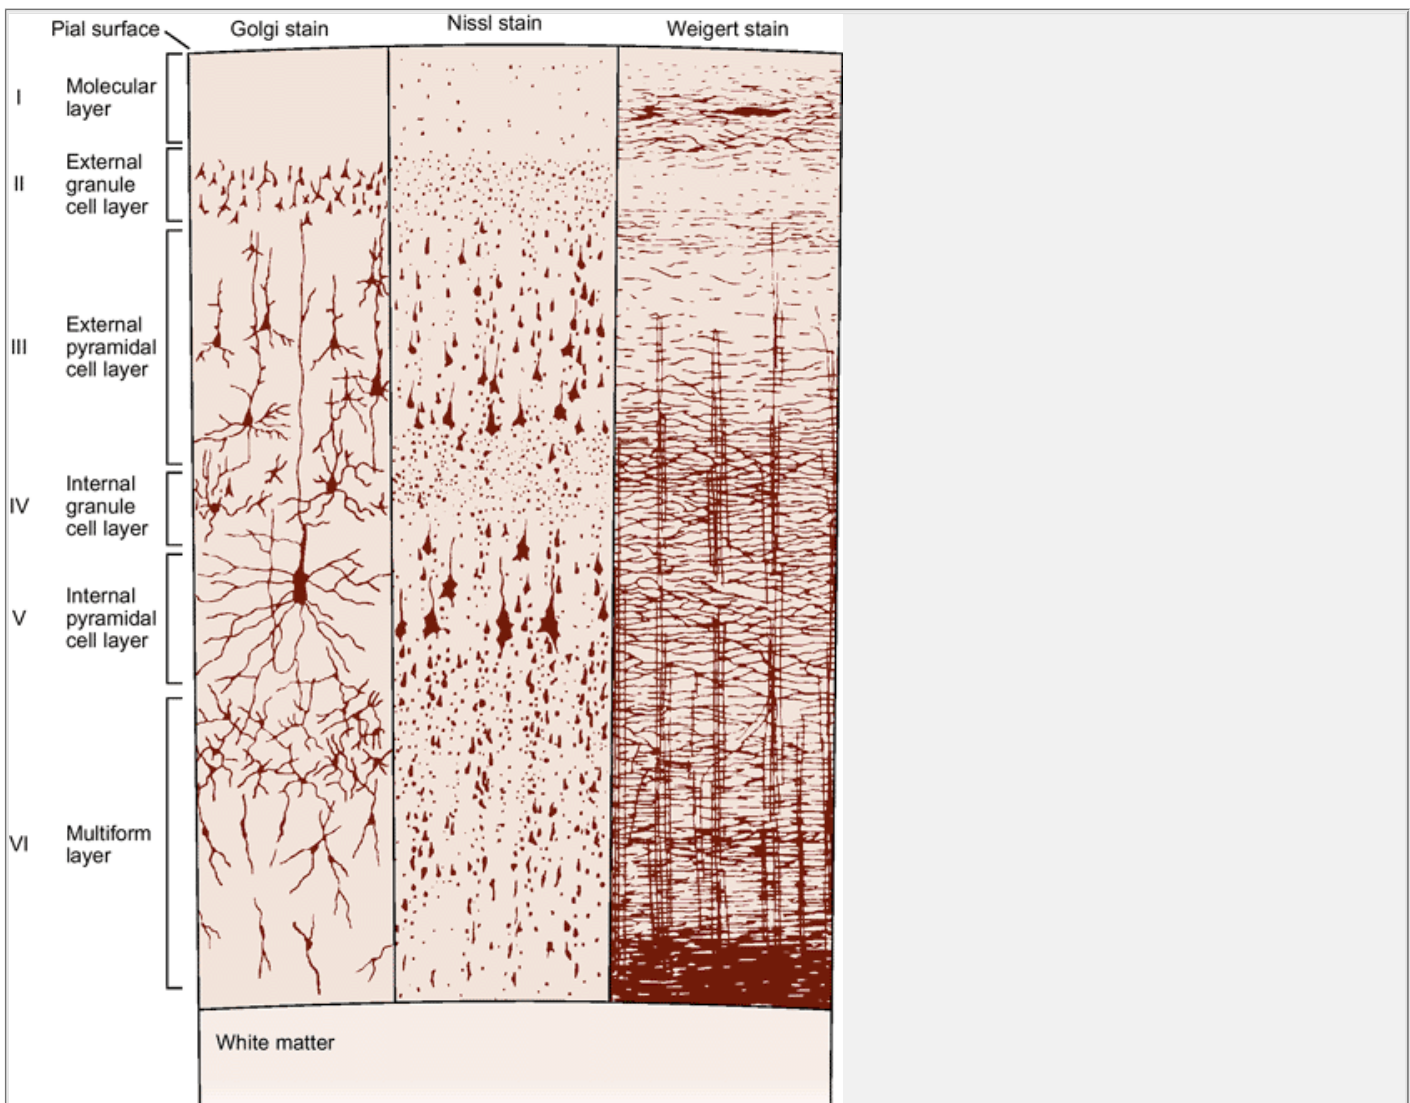 Pial surface
Golgi stain
Nissl stain
Weigert stain
I
Molecular
layer
II
External
granule
cell layer
III
External
pyramidal
cell layer
IV
Internal
granule
cell layer
V
Internal
pyramidal
cell layer
VI
Multiform
layer
White matter